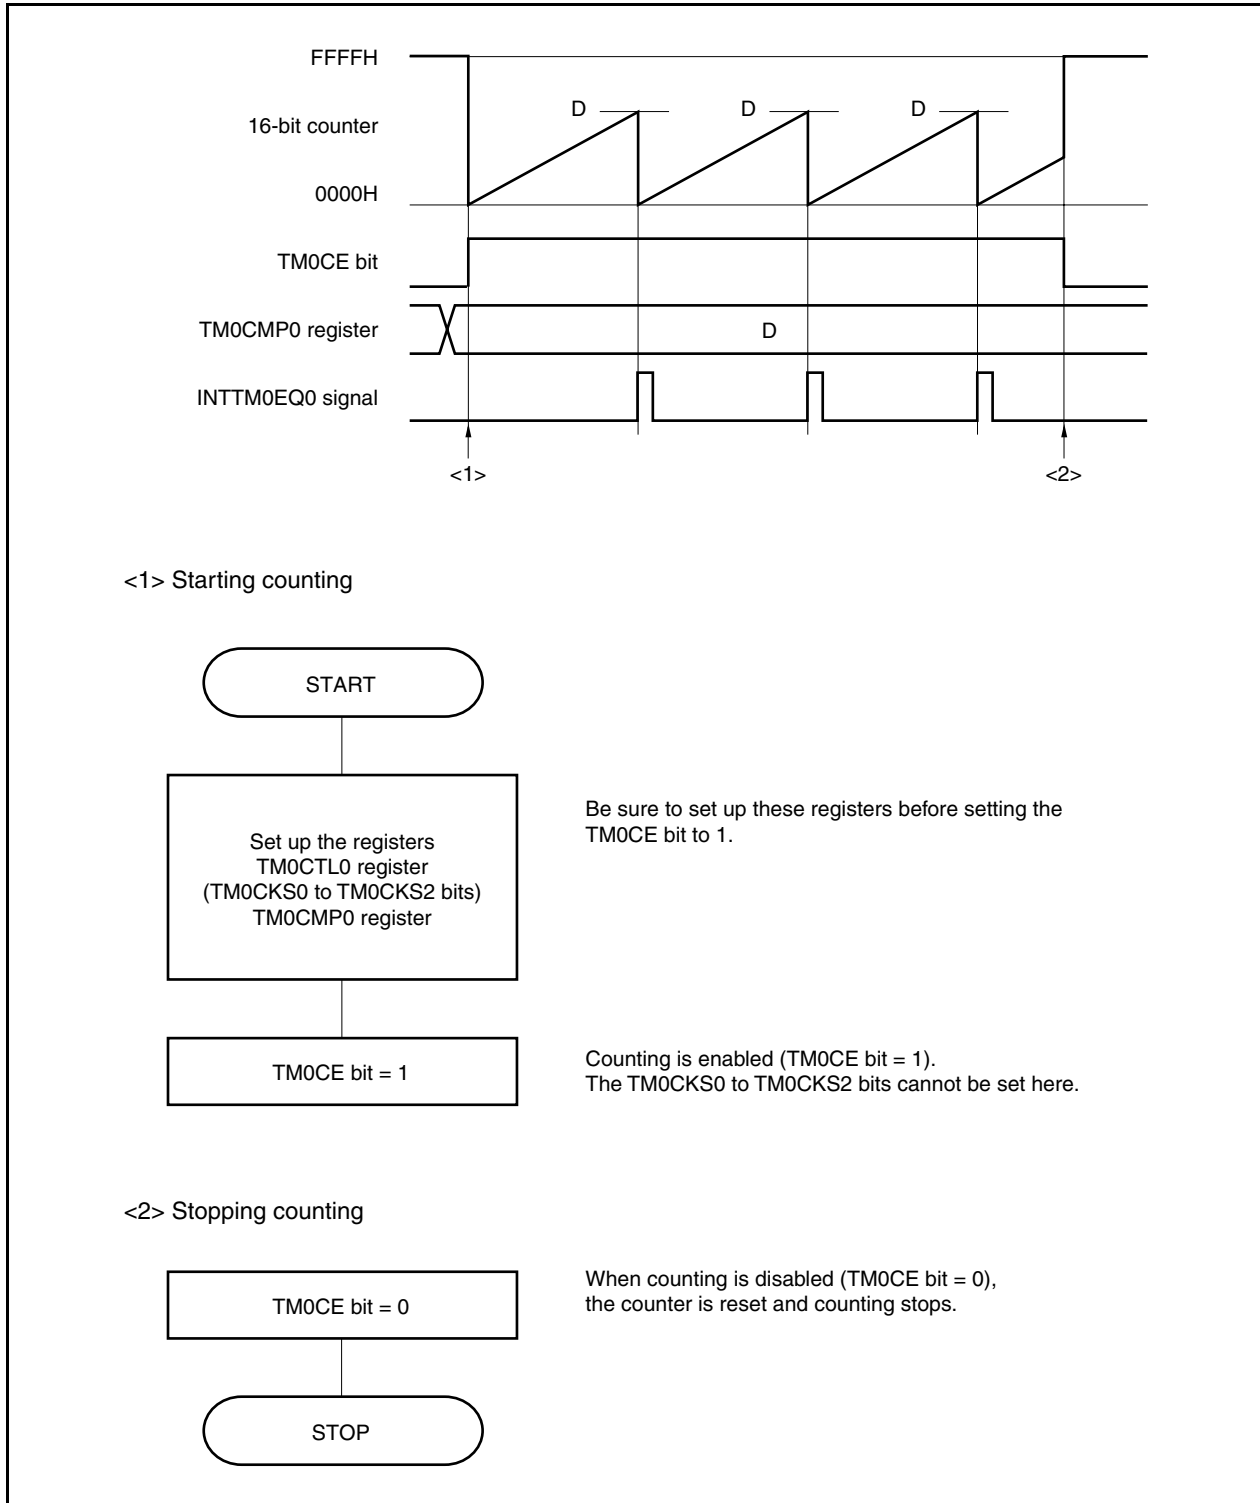 FFFFH
D D D
16-bit counter
0000H
TM0CE bit
TM0CMP0 register
D
INTTM0EQ0 signal
<1> <2>
<1> Starting counting
START
Set up the registers
TM0CTL0 register
(TM0CKS0 to TM0CKS2 bits)
TM0CMP0 register
Be sure to set up these registers before setting the
TM0CE bit to 1.
TM0CE bit = 1
Counting is enabled (TM0CE bit = 1).
The TM0CKS0 to TM0CKS2 bits cannot be set here.
<2> Stopping counting
TM0CE bit = 0
When counting is disabled (TM0CE bit = 0),
the counter is reset and counting stops.
STOP